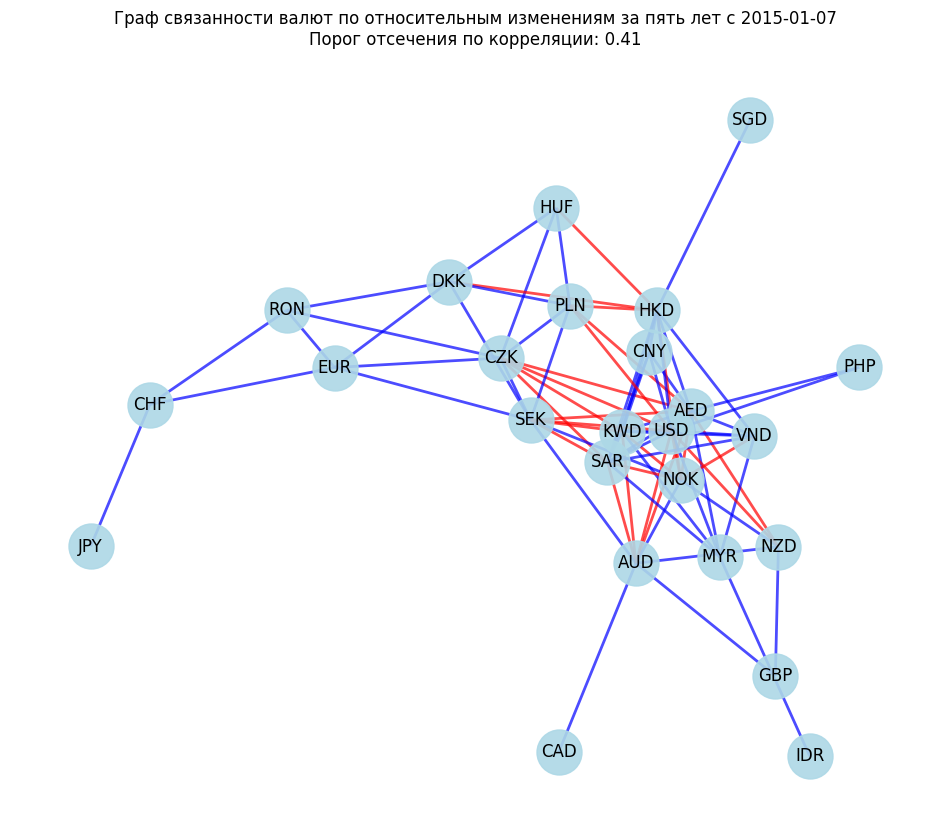 Граф связанности валют по относительным изменениям за пять лет с 2015-01-07
Порог отсечения по корреляции: 0.41
SGD
HUF
DKK
PLN
RON
HKD
CNY
CZK
EUR
PHP
CHF
AED
SEK
KWD
USD
VND
SAR
NOK
JPY
NZD
MYR
AUD
GBP
CAD
IDR